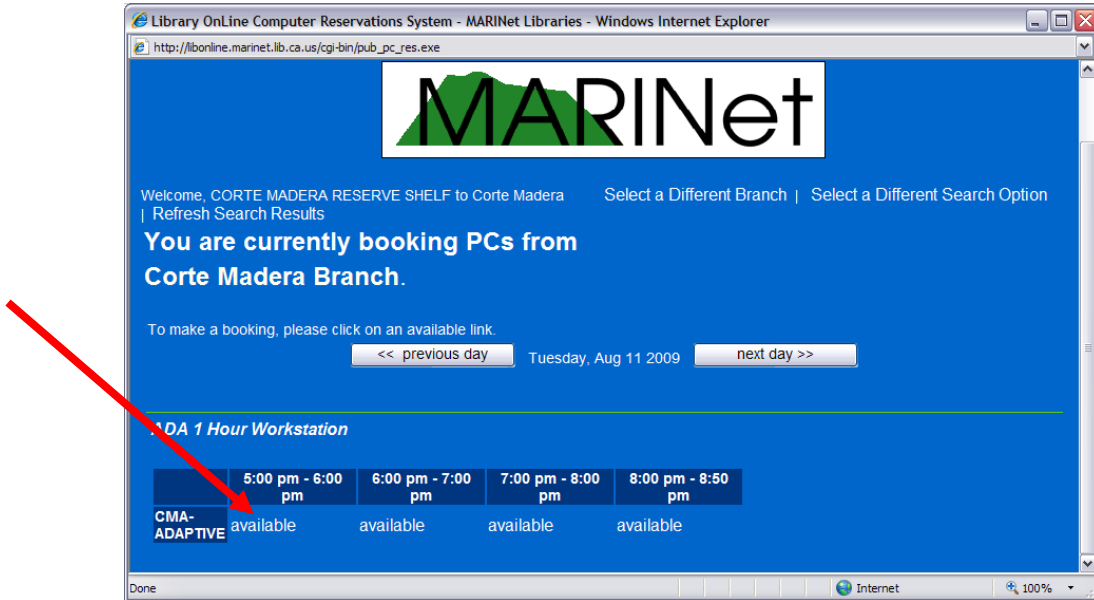 Library OnLine Computer Reservations System - MARINet Libraries - Windows Internet Explorer
http://libonline.marinet.lib.ca.us/cgi-bin/pub_pc_res.exe
MARINet
Welcome, CORTE MADERA RESERVE SHELF to Corte Madera Select a Different Branch | Select a Different Search Option
| Refresh Search Results
You are currently booking PCs from
Corte Madera Branch.
To make a booking, please click on an available link.
<< previous day Tuesday, Aug 11 2009 next day >>
ADA 1 Hour Workstation
5:00 pm - 6:00 6:00 pm - 7:00 7:00 pm - 8:00 8:00 pm - 8:50
pm pm pm pm
CMA-
ADAPTIVE available available available available
Done Internet 100%